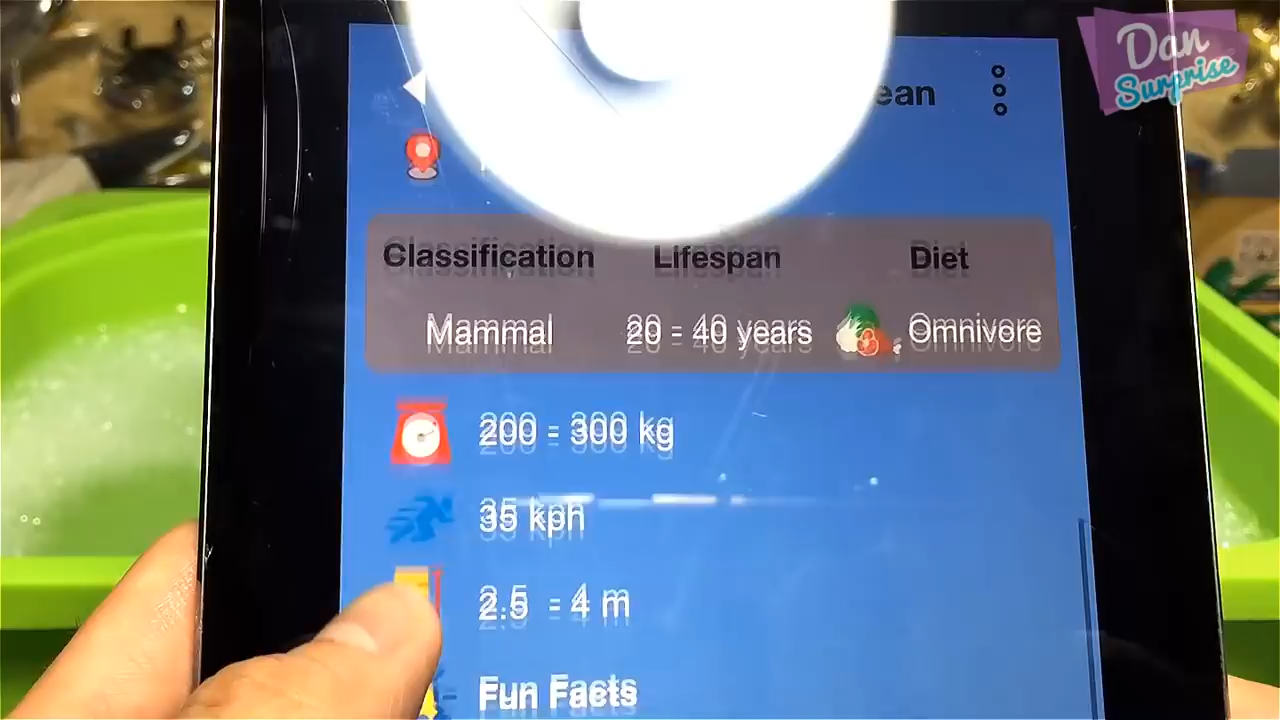 Dan
Surprise
ean
Classification Lifespan Diet
Mammal 20 - 40 years Omnivore
200 - 300 kg
35 kph
2.5 - 4 m
Fun Facts